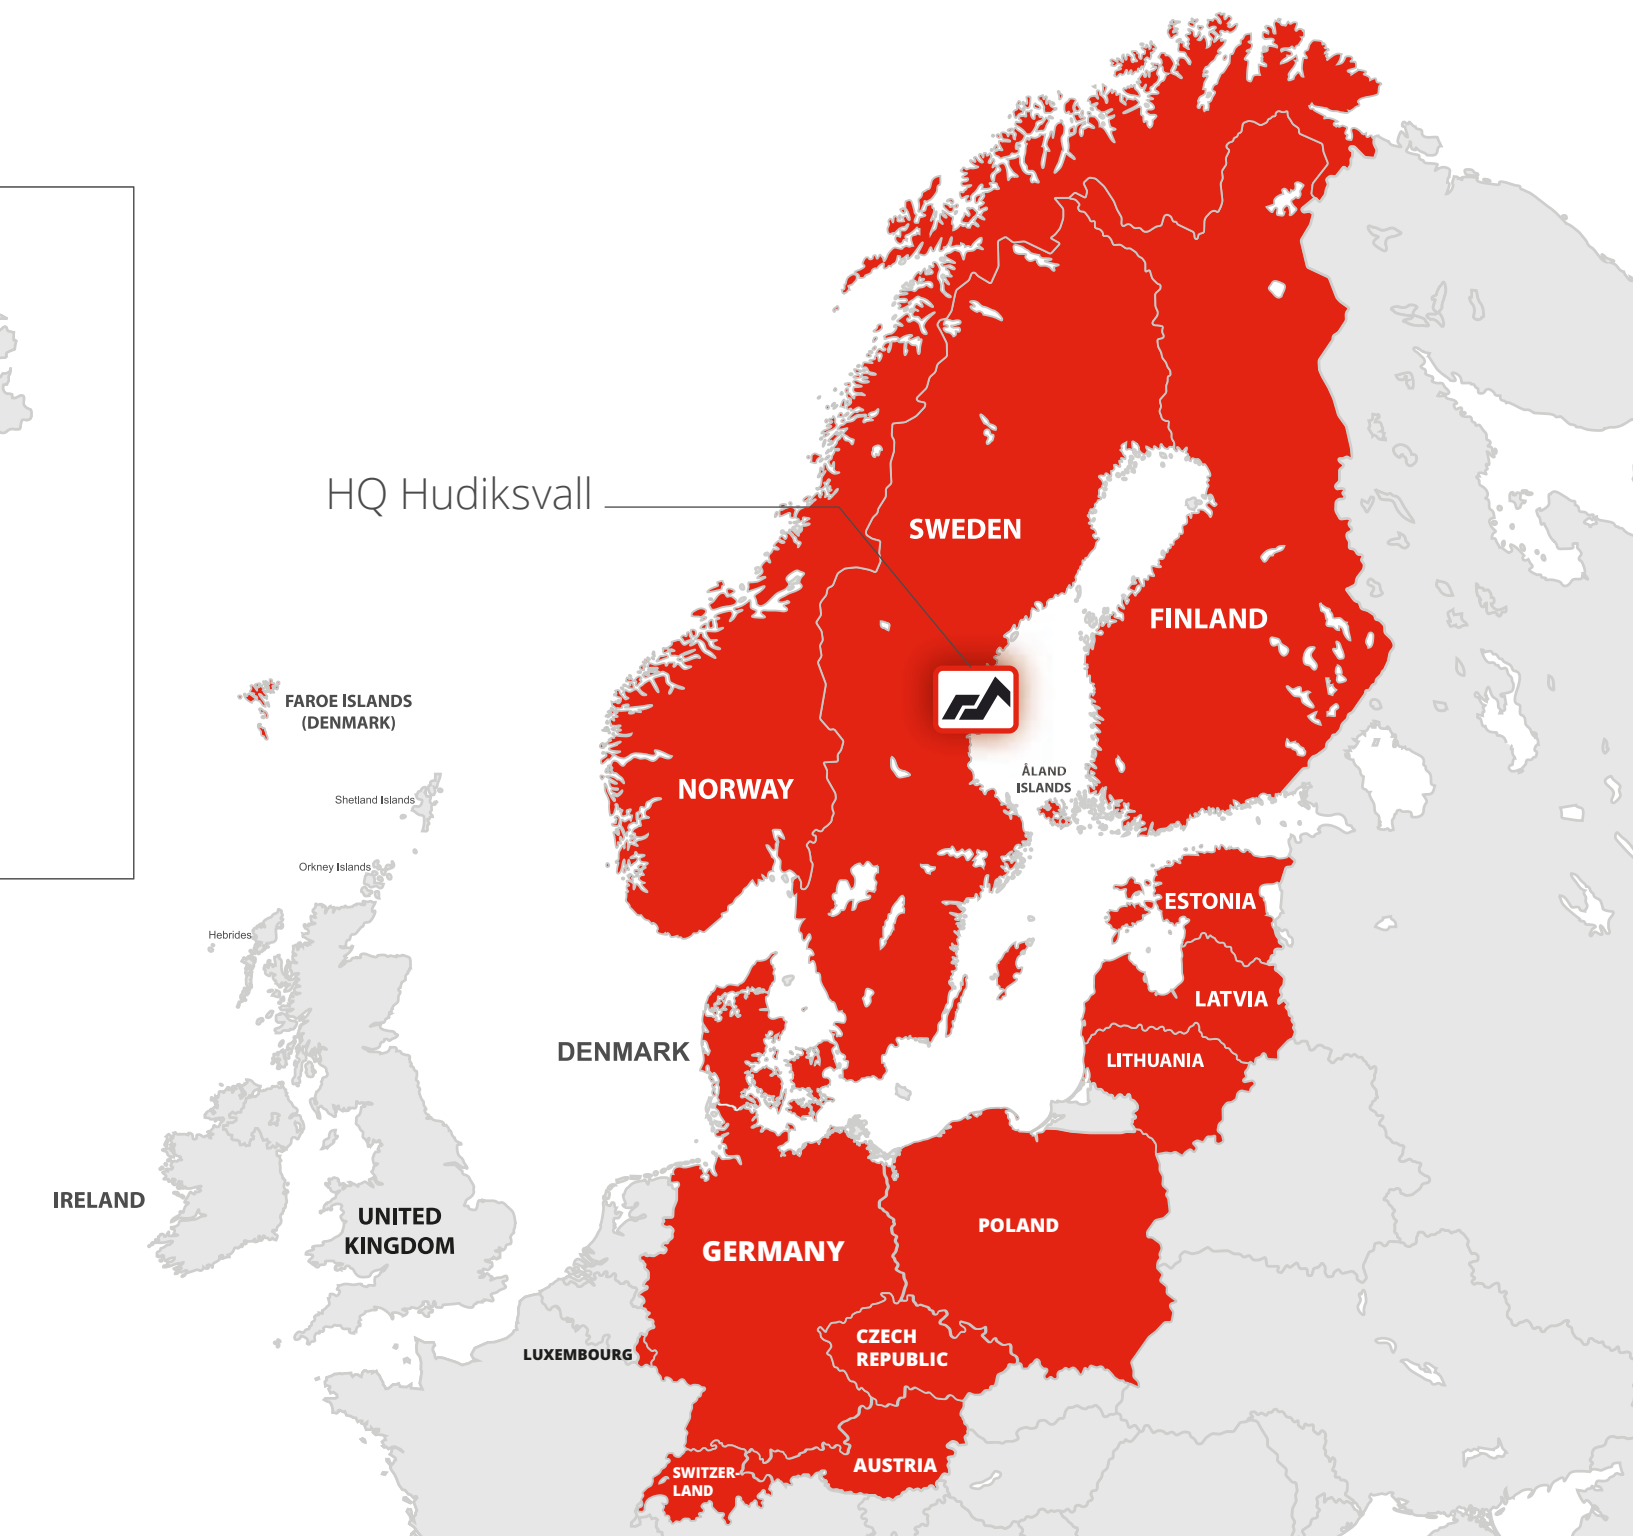 HQ Hudiksvall
SWEDEN
FINLAND
FAROE ISLANDS
(DENMARK)
ÅLAND
ISLANDS
NORWAY
Shetland Islands
Orkney Islands
Hebrides
ESTONIA
LATVIA
DENMARK
LITHUANIA
IRELAND
UNITED
KINGDOM
POLAND
GERMANY
CZECH
REPUBLIC
LUXEMBOURG
AUSTRIA
SWITZER-
LAND